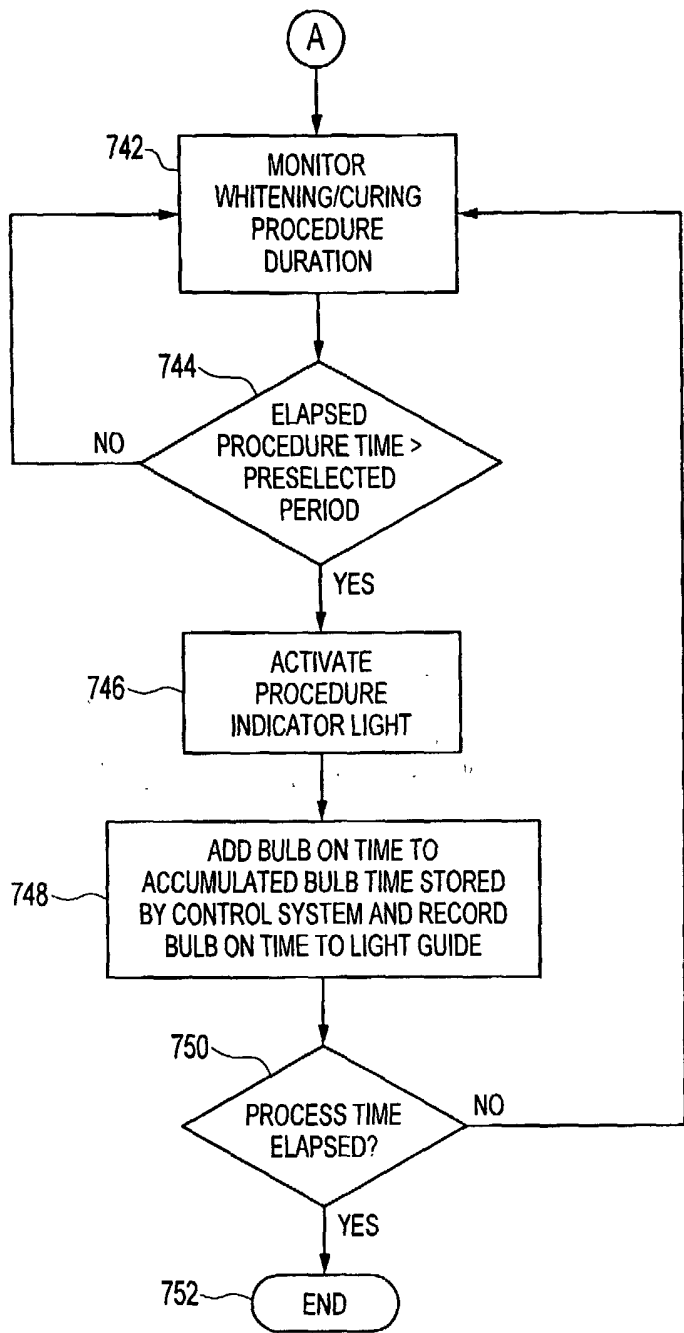 A
742
MONITOR
WHITENING/CURING
PROCEDURE
DURATION
744
ELAPSED
PROCEDURE TIME >
PRESELECTED
PERIOD
NO
YES
746
ACTIVATE
PROCEDURE
INDICATOR LIGHT
748
ADD BULB ON TIME TO
ACCUMULATED BULB TIME STORED
BY CONTROL SYSTEM AND RECORD
BULB ON TIME TO LIGHT GUIDE
750
PROCESS TIME
ELAPSED?
NO
YES
752
END